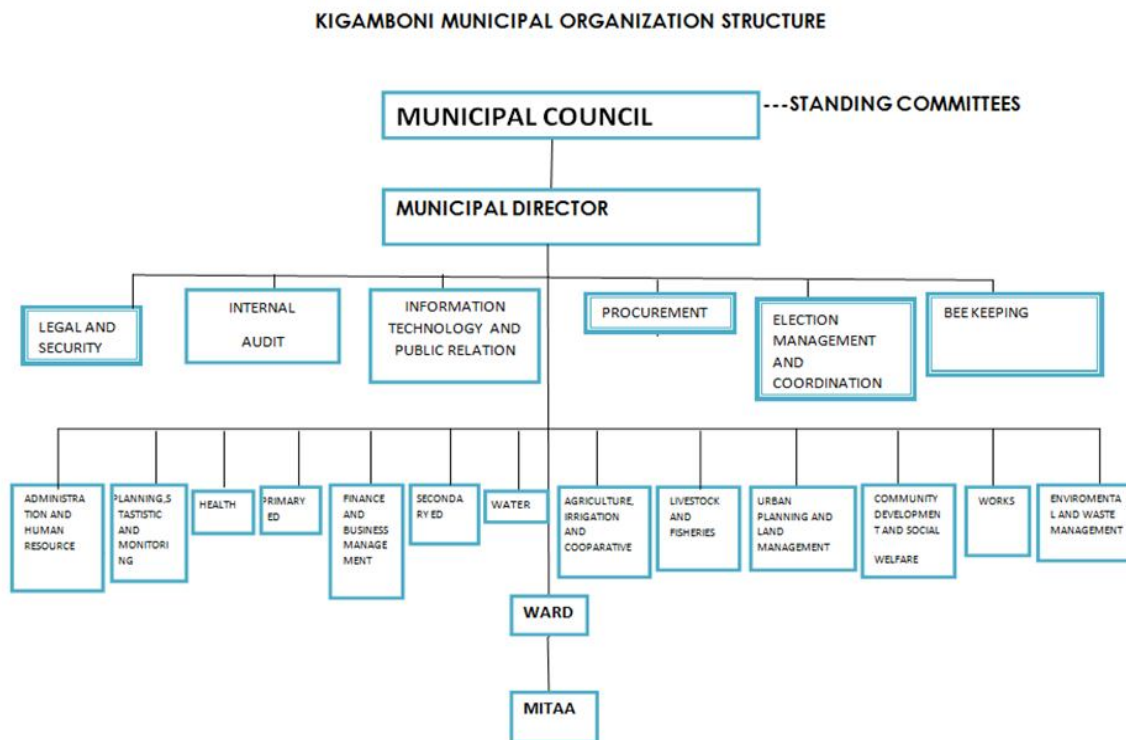 KIGAMBONI MUNICIPAL ORGANIZATION STRUCTURE
MUNICIPAL COUNCIL
---STANDING COMMITTEES
MUNICIPAL DIRECTOR
LEGAL AND
SECURITY
INTERNAL
AUDIT
INFORMATION
TECHNOLOGY AND
PUBLIC RELATION
PROCUREMENT
ELECTION
MANAGEMENT
AND
COORDINATION
BEE KEEPING
ADMINISTRA
TION AND
HUMAN
RESOURCE
PLANNING,S
TASTISTIC
AND
MONITORI
NG
HEALTH
PRIMARY
ED
FINANCE
AND
BUSINESS
MANAGE
MENT
SECONDA
RY ED
WATER
AGRICULTURE,
IRRIGATION
AND
COOPARATIVE
LIVESTOCK
AND
FISHERIES
URBAN
PLANNING AND
LAND
MANAGEMENT
COMMUNITY
DEVELOPMEN
T AND SOCIAL
WELFARE
WORKS
ENVIROMENTA
L AND WASTE
MANAGEMENT
WARD
MITAA